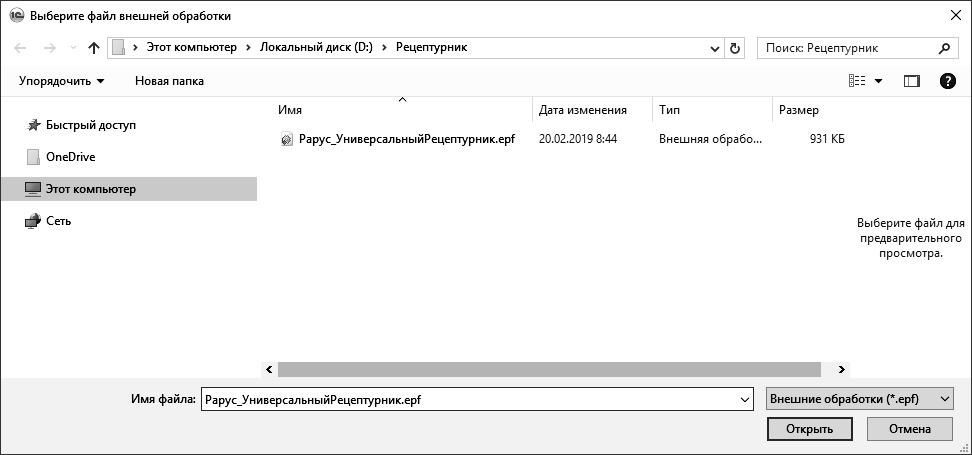 1С Выберите файл внешней обработки
Этот компьютер Локальный диск (D:) Рецептурник Поиск: Рецептурник
Упорядочить Новая папка ?
Имя Дата изменения Тип Размер
Быстрый доступ
Рарус_УниверсальныйРецептурник.epf 20.02.2019 8:44 Внешняя обрабо... 931 КБ
OneDrive
Этот компьютер
Сеть
Выберите файл для
предварительного
просмотра.
Имя файла: Рарус_УниверсальныйРецептурник.epf Внешние обработки (*.epf)
Открыть Отмена